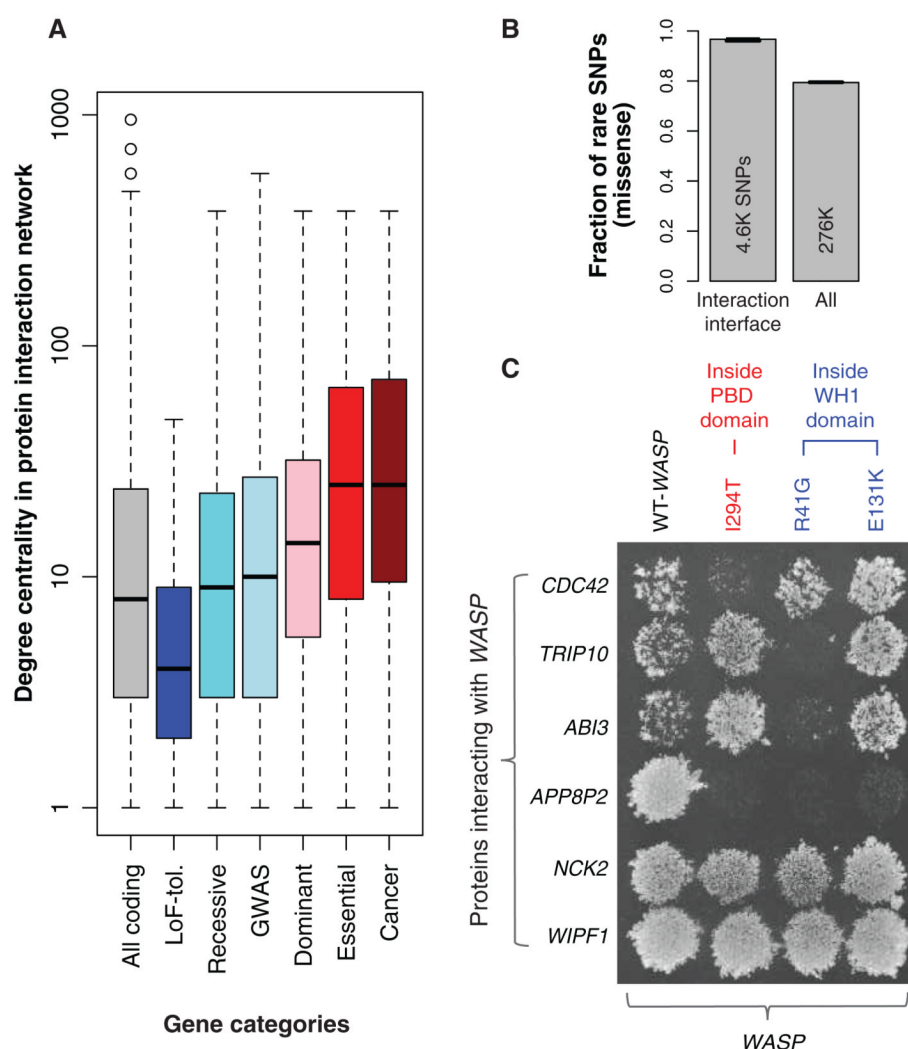 A
Degree centrality in protein interaction network
1000
100
10
1
All coding
LoF-tol.
Recessive
GWAS
Dominant
Essential
Cancer
Gene categories
B
Fraction of rare SNPs
(missense)
1.0
0.8
0.6
0.4
0.2
0.0
4.6K SNPs
276K
Interaction
interface
All
C
Inside
PBD
domain
Inside
WH1
domain
WT-WASP
I294T
R41G
E131K
Proteins interacting with WASP
CDC42
TRIP10
ABI3
APP8P2
NCK2
WIPF1
WASP